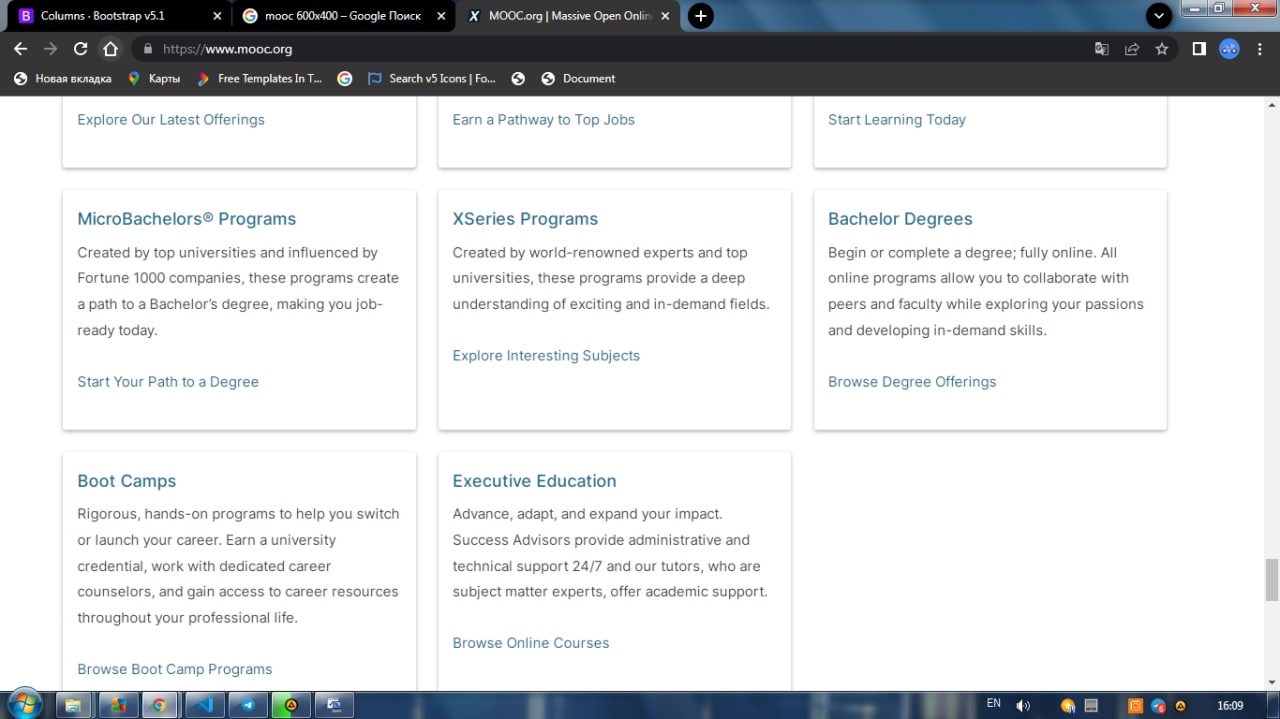 Columns · Bootstrap v5.1
mooc 600x400 – Google Поиск
MOOC.org | Massive Open Onlin
https://www.mooc.org
Новая вкладка
Карты
Free Templates In T...
Search v5 Icons | Fo...
Document
Explore Our Latest Offerings
Earn a Pathway to Top Jobs
Start Learning Today
MicroBachelors® Programs
Created by top universities and influenced by
Fortune 1000 companies, these programs create
a path to a Bachelor’s degree, making you job-
ready today.
Start Your Path to a Degree
XSeries Programs
Created by world-renowned experts and top
universities, these programs provide a deep
understanding of exciting and in-demand fields.
Explore Interesting Subjects
Bachelor Degrees
Begin or complete a degree; fully online. All
online programs allow you to collaborate with
peers and faculty while exploring your passions
and developing in-demand skills.
Browse Degree Offerings
Boot Camps
Rigorous, hands-on programs to help you switch
or launch your career. Earn a university
credential, work with dedicated career
counselors, and gain access to career resources
throughout your professional life.
Browse Boot Camp Programs
Executive Education
Advance, adapt, and expand your impact.
Success Advisors provide administrative and
technical support 24/7 and our tutors, who are
subject matter experts, offer academic support.
Browse Online Courses
EN
16:09